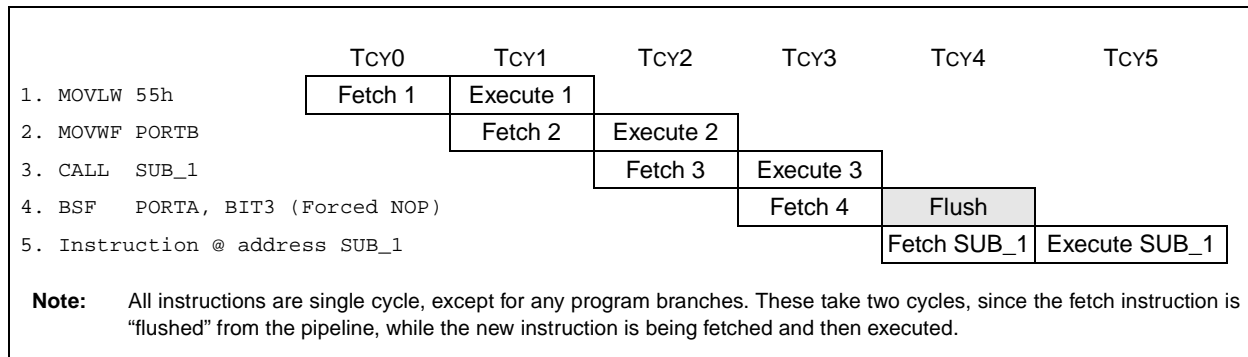 TCY0 TCY1 TCY2 TCY3 TCY4 TCY5
1. MOVLW 55h Fetch 1 Execute 1
2. MOVWF PORTB Fetch 2 Execute 2
3. CALL SUB_1 Fetch 3 Execute 3
4. BSF PORTA, BIT3 (Forced NOP) Fetch 4 Flush
5. Instruction @ address SUB_1 Fetch SUB_1 Execute SUB_1
Note: All instructions are single cycle, except for any program branches. These take two cycles, since the fetch instruction is
“flushed” from the pipeline, while the new instruction is being fetched and then executed.